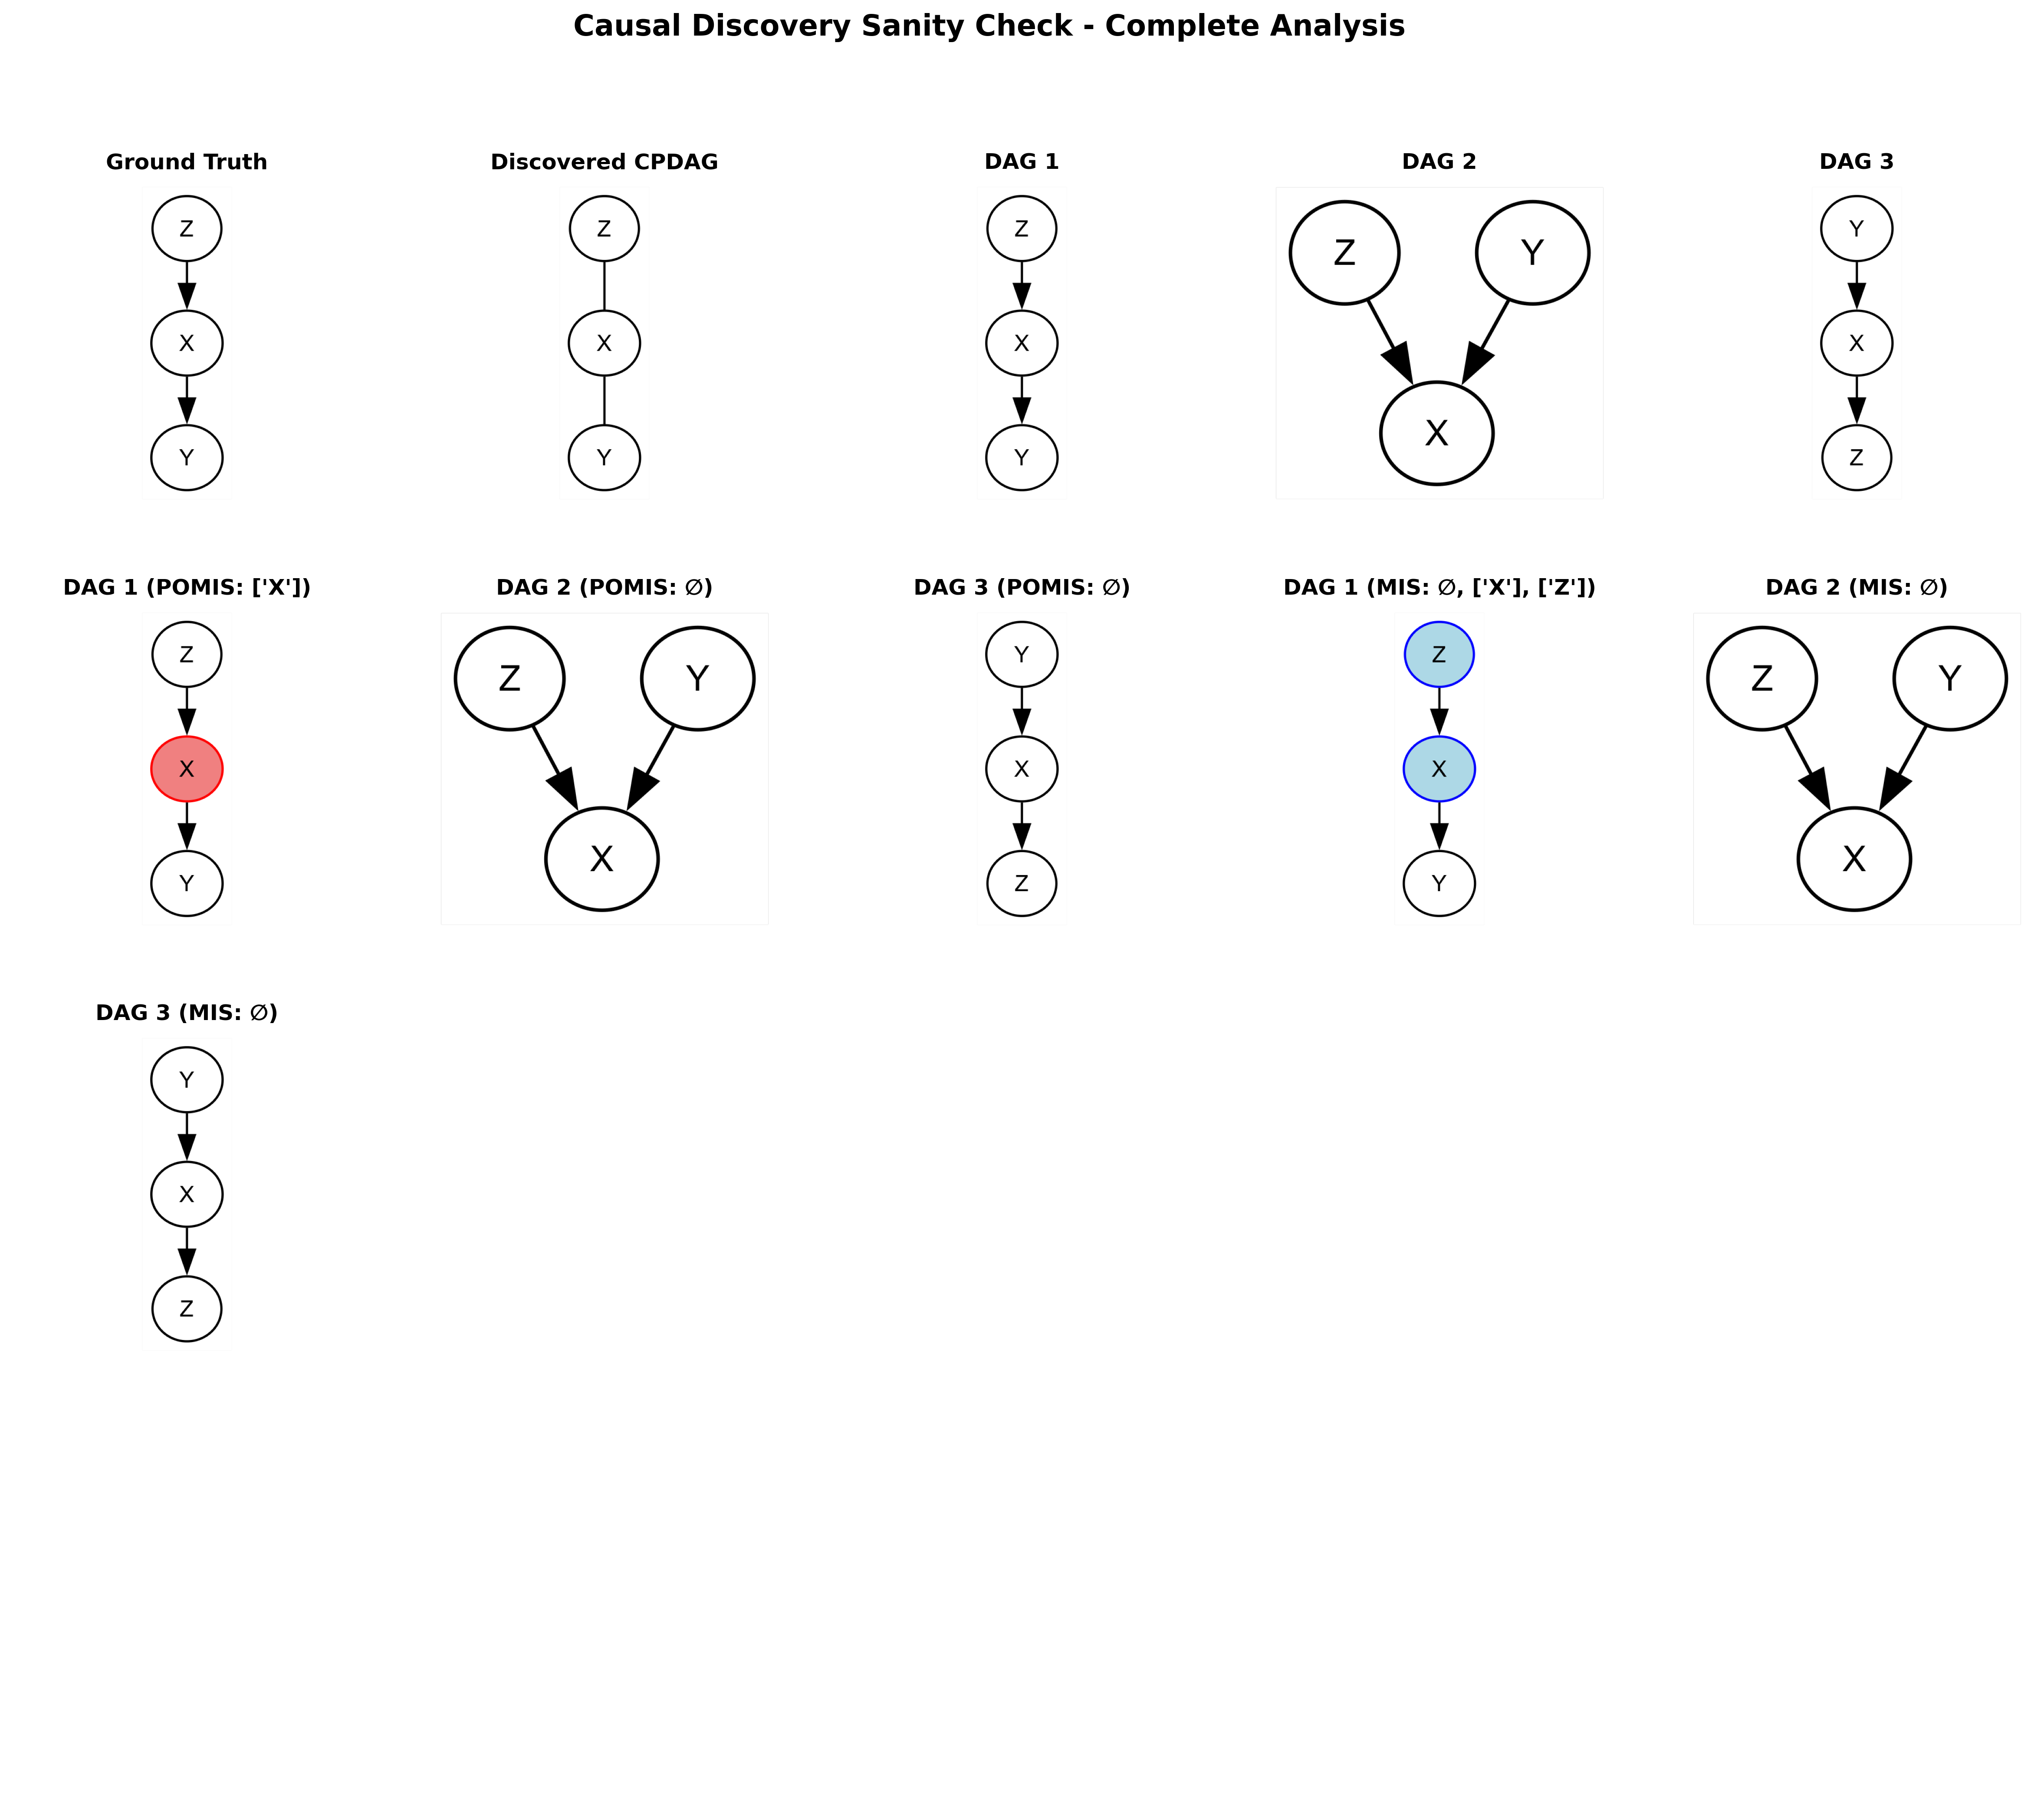 Causal Discovery Sanity Check - Complete Analysis
Ground Truth
Z
X
Y
Discovered CPDAG
Z
X
Y
DAG 1
Z
X
Y
DAG 2
Z Y
X
DAG 3
Y
X
Z
DAG 1 (POMIS: ['X'])
Z
X
Y
DAG 2 (POMIS: ∅)
Z Y
X
DAG 3 (POMIS: ∅)
Y
X
Z
DAG 1 (MIS: ∅, ['X'], ['Z'])
Z
X
Y
DAG 2 (MIS: ∅)
Z Y
X
DAG 3 (MIS: ∅)
Y
X
Z